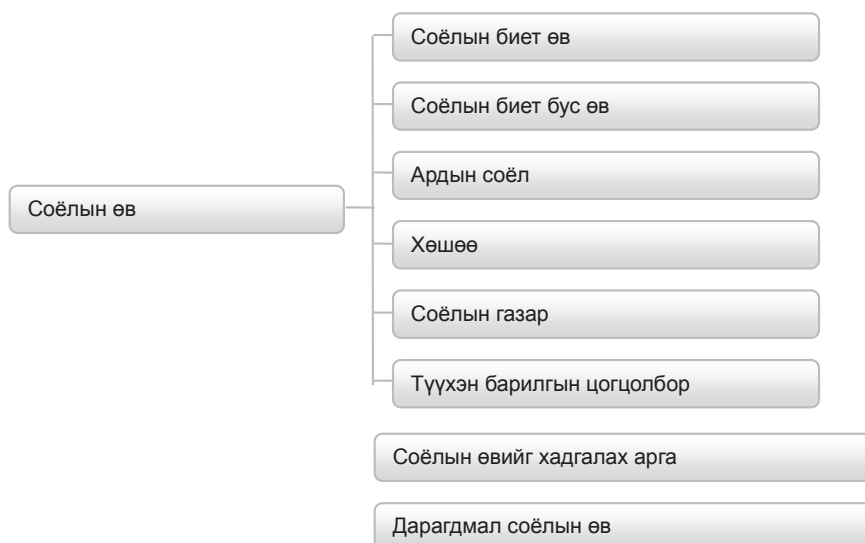 Соёлын өв
Соёлын биет өв
Соёлын биет бус өв
Ардын соёл
Хөшөө
Соёлын газар
Түүхэн барилгын цогцолбор
Соёлын өвийг хадгалах арга
Дарагдмал соёлын өв